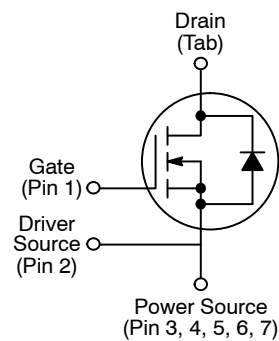 Drain
(Tab)
Gate
(Pin 1)
Driver
Source
(Pin 2)
Power Source
(Pin 3, 4, 5, 6, 7)